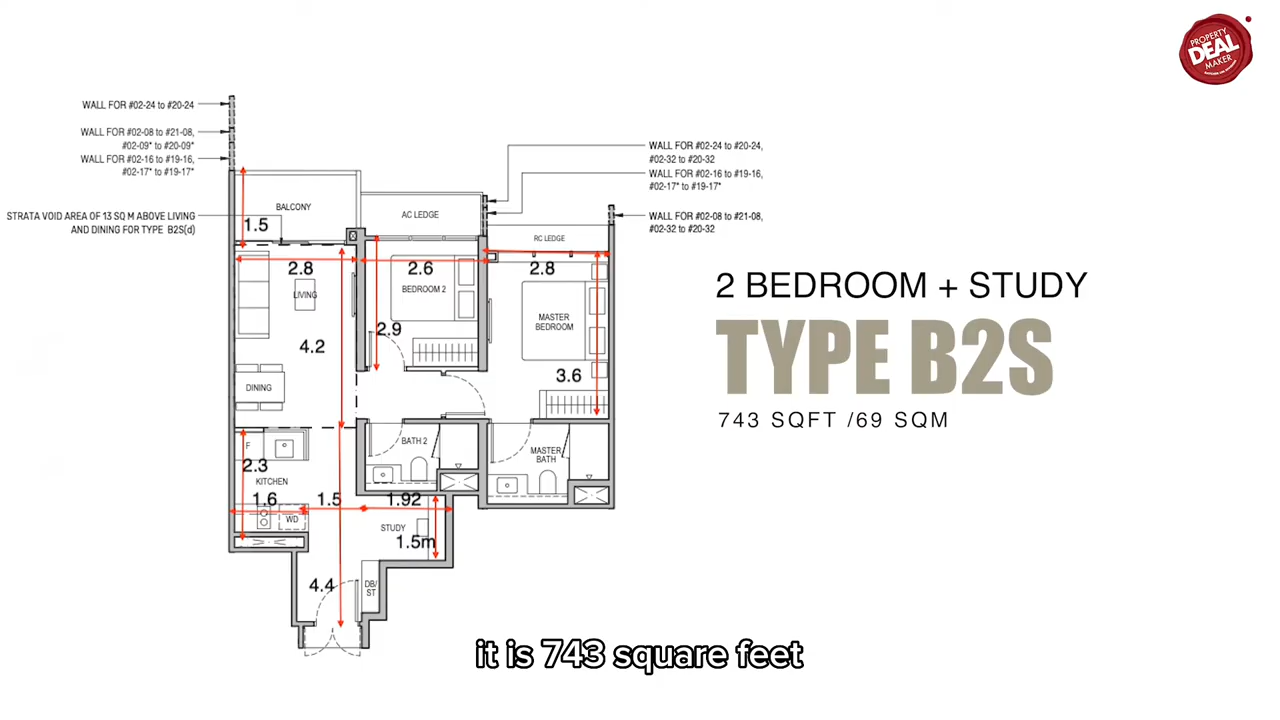 PROPERTY
DEAL
MAKER
WALL FOR #02-24 to #20-24
WALL FOR #02-08 to #21-08,
#02-09* to #20-09*
WALL FOR #02-16 to #19-16,
#02-17* to #19-17*
STRATA VOID AREA OF 13 SQ M ABOVE LIVING
AND DINING FOR TYPE B2S(d)
WALL FOR #02-24 to #20-24,
#02-32 to #20-32
WALL FOR #02-16 to #19-16,
#02-17* to #19-17*
WALL FOR #02-08 to #21-08,
#02-32 to #20-32
BALCONY
AC LEDGE
1.5
RC LEDGE
2.8
2.6
2.8
LIVING
BEDROOM 2
MASTER
BEDROOM
2.9
4.2
3.6
DINING
F
BATH 2
MASTER
BATH
2.3
KITCHEN
1.6
1.5
1.92
WD
STUDY
1.5m
4.4
DB/
ST
2 BEDROOM + STUDY
TYPE B2S
743 SQFT /69 SQM
it is 743 square feet